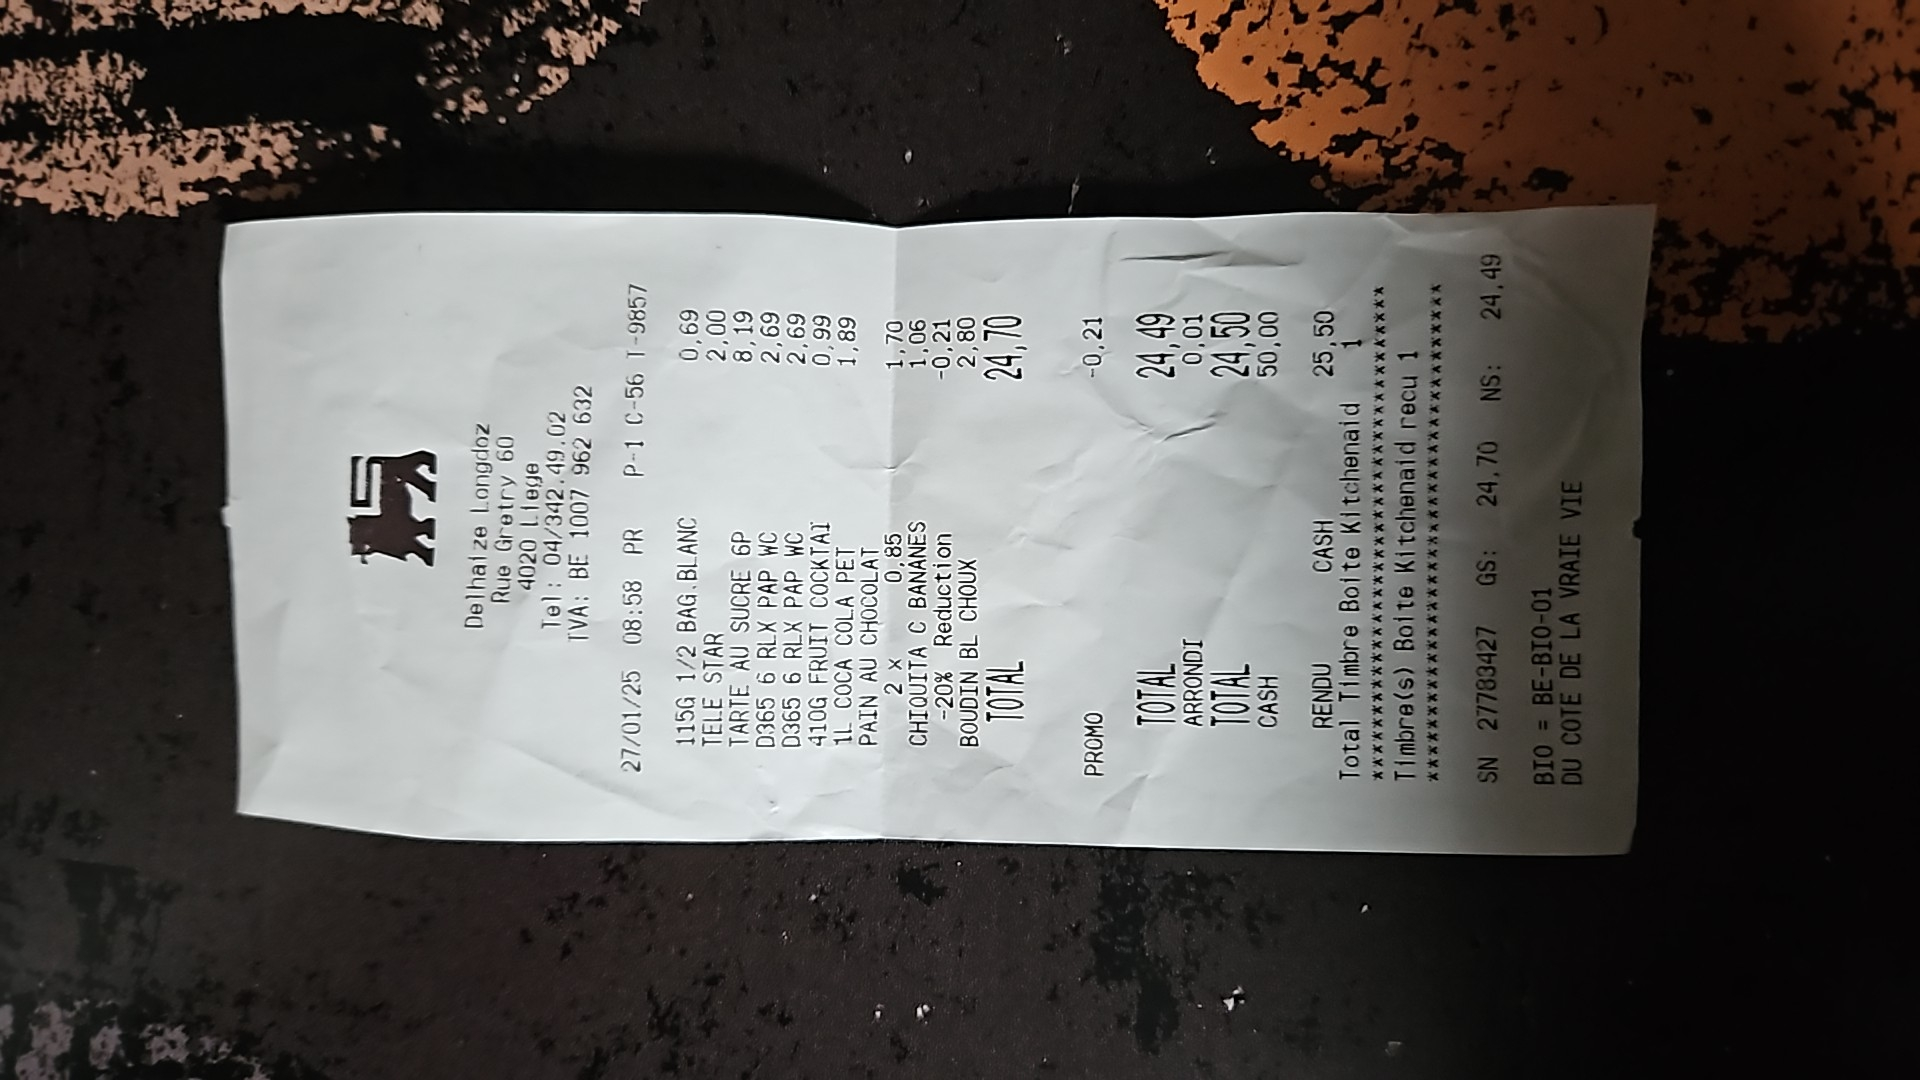 Delhaize Longdoz
Rue Gretry 60
4020 Liege
Tel : 04/342.49.02
TVA: BE 1007 962 632
27/01/25 08:58 PR P-1 C-56 T-9857
115G 1/2 BAG.BLANC 0,69
TELE STAR 2,00
TARTE AU SUCRE 6P 8,19
D365 6 RLX PAP WC 2,69
D365 6 RLX PAP WC 2,69
410G FRUIT COCKTAI 0,99
1L COCA COLA PET 1,89
PAIN AU CHOCOLAT
2 x 0,85 1,70
CHIQUITA C BANANES 1,06
-20% Reduction -0,21
BOUDIN BL CHOUX 2,80
TOTAL 24,70
PROMO -0,21
TOTAL 24,49
ARRONDI 0,01
TOTAL 24,50
CASH 50,00
RENDU CASH 25,50
Total Timbre Boite Kitchenaid 1
****************************************
Timbre(s) Boite Kitchenaid recu 1
****************************************
SN 27783427 GS: 24,70 NS: 24,49
BIO = BE-BIO-01
DU COTE DE LA VRAIE VIE